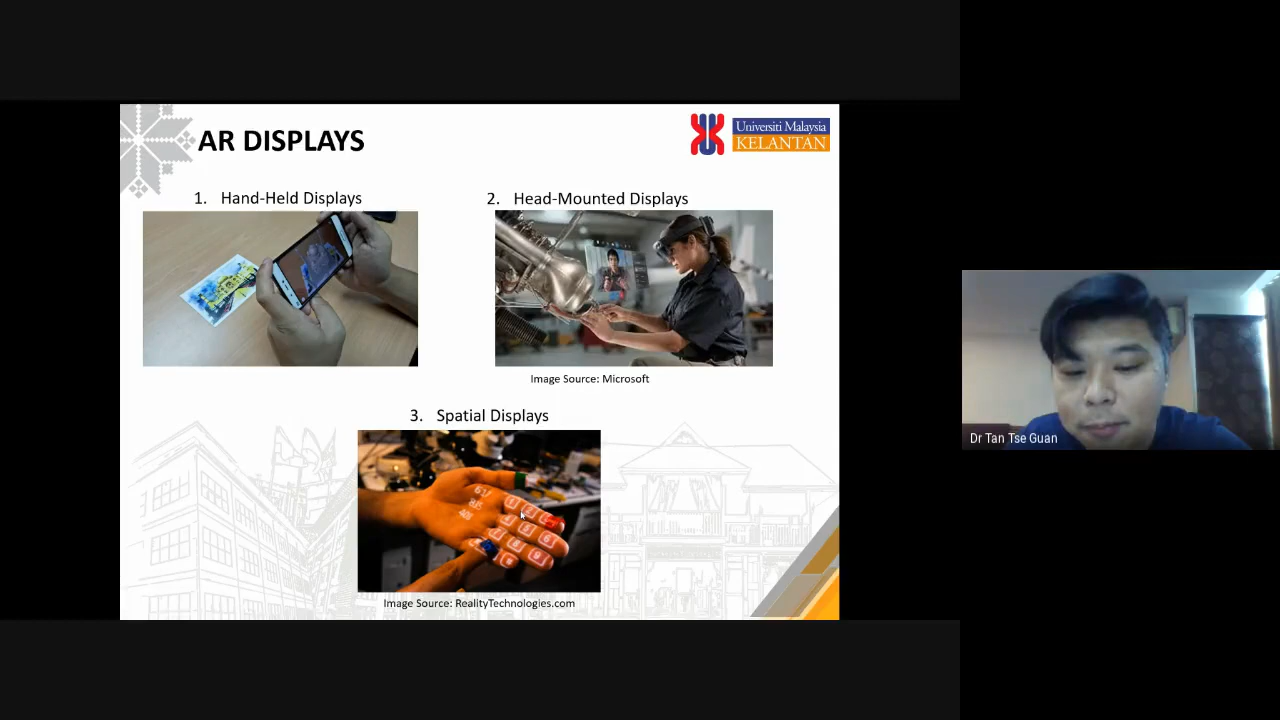 AR DISPLAYS
Universiti Malaysia
KELANTAN
1. Hand-Held Displays
2. Head-Mounted Displays
Image Source: Microsoft
3. Spatial Displays
Image Source: RealityTechnologies.com
Dr Tan Tse Guan